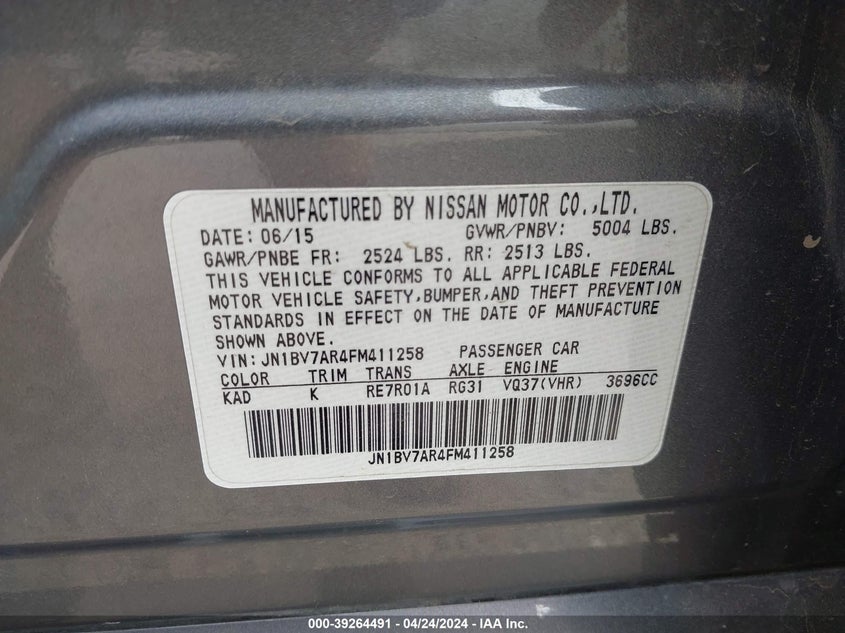 MANUFACTURED BY NISSAN MOTOR CO.,LTD.
DATE: 06/15 GVWR/PNBV: 5004 LBS.
GAWR/PNBE FR: 2524 LBS. RR: 2513 LBS.
THIS VEHICLE CONFORMS TO ALL APPLICABLE FEDERAL
MOTOR VEHICLE SAFETY,BUMPER,AND THEFT PREVENTION
STANDARDS IN EFFECT ON THE DATE OF MANUFACTURE
SHOWN ABOVE.
VIN:JN1BV7AR4FM411258 PASSENGER CAR
COLOR TRIM TRANS AXLE ENGINE
KAD K RE7R01A RG31 VQ37(VHR) 3696CC
JN1BV7AR4FM411258
000-39264491 - 04/24/2024 - IAA Inc.